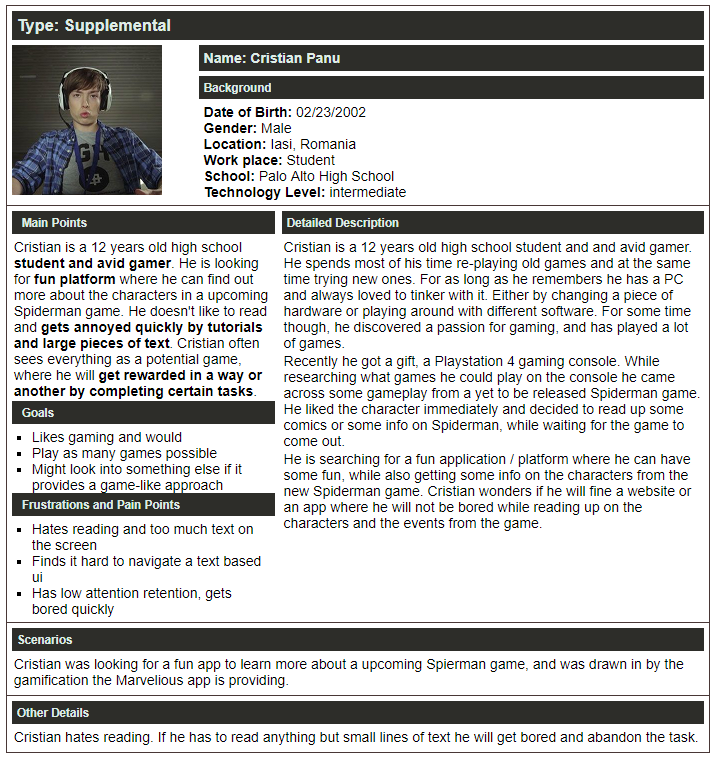 Type: Supplemental
Name: Cristian Panu
Background
Date of Birth: 02/23/2002
Gender: Male
Location: Iasi, Romania
Work place: Student
School: Palo Alto High School
Technology Level: intermediate
Main Points
Cristian is a 12 years old high school
student and avid gamer. He is looking
for fun platform where he can find out
more about the characters in a upcoming
Spiderman game. He doesn't like to read
and gets annoyed quickly by tutorials
and large pieces of text. Cristian often
sees everything as a potential game,
where he will get rewarded in a way or
another by completing certain tasks.
Goals
Likes gaming and would
Play as many games possible
Might look into something else if it
provides a game-like approach
Frustrations and Pain Points
Hates reading and too much text on
the screen
Finds it hard to navigate a text based
ui
Has low attention retention, gets
bored quickly
Detailed Description
Cristian is a 12 years old high school student and and avid gamer.
He spends most of his time re-playing old games and at the same
time trying new ones. For as long as he remembers he has a PC
and always loved to tinker with it. Either by changing a piece of
hardware or playing around with different software. For some time
though, he discovered a passion for gaming, and has played a lot
of games.
Recently he got a gift, a Playstation 4 gaming console. While
researching what games he could play on the console he came
across some gameplay from a yet to be released Spiderman game.
He liked the character immediately and decided to read up some
comics or some info on Spiderman, while waiting for the game to
come out.
He is searching for a fun application / platform where he can have
some fun, while also getting some info on the characters from the
new Spiderman game. Cristian wonders if he will fine a website or
an app where he will not be bored while reading up on the
characters and the events from the game.
Scenarios
Cristian was looking for a fun app to learn more about a upcoming Spierman game, and was drawn in by the
gamification the Marvelious app is providing.
Other Details
Cristian hates reading. If he has to read anything but small lines of text he will get bored and abandon the task.